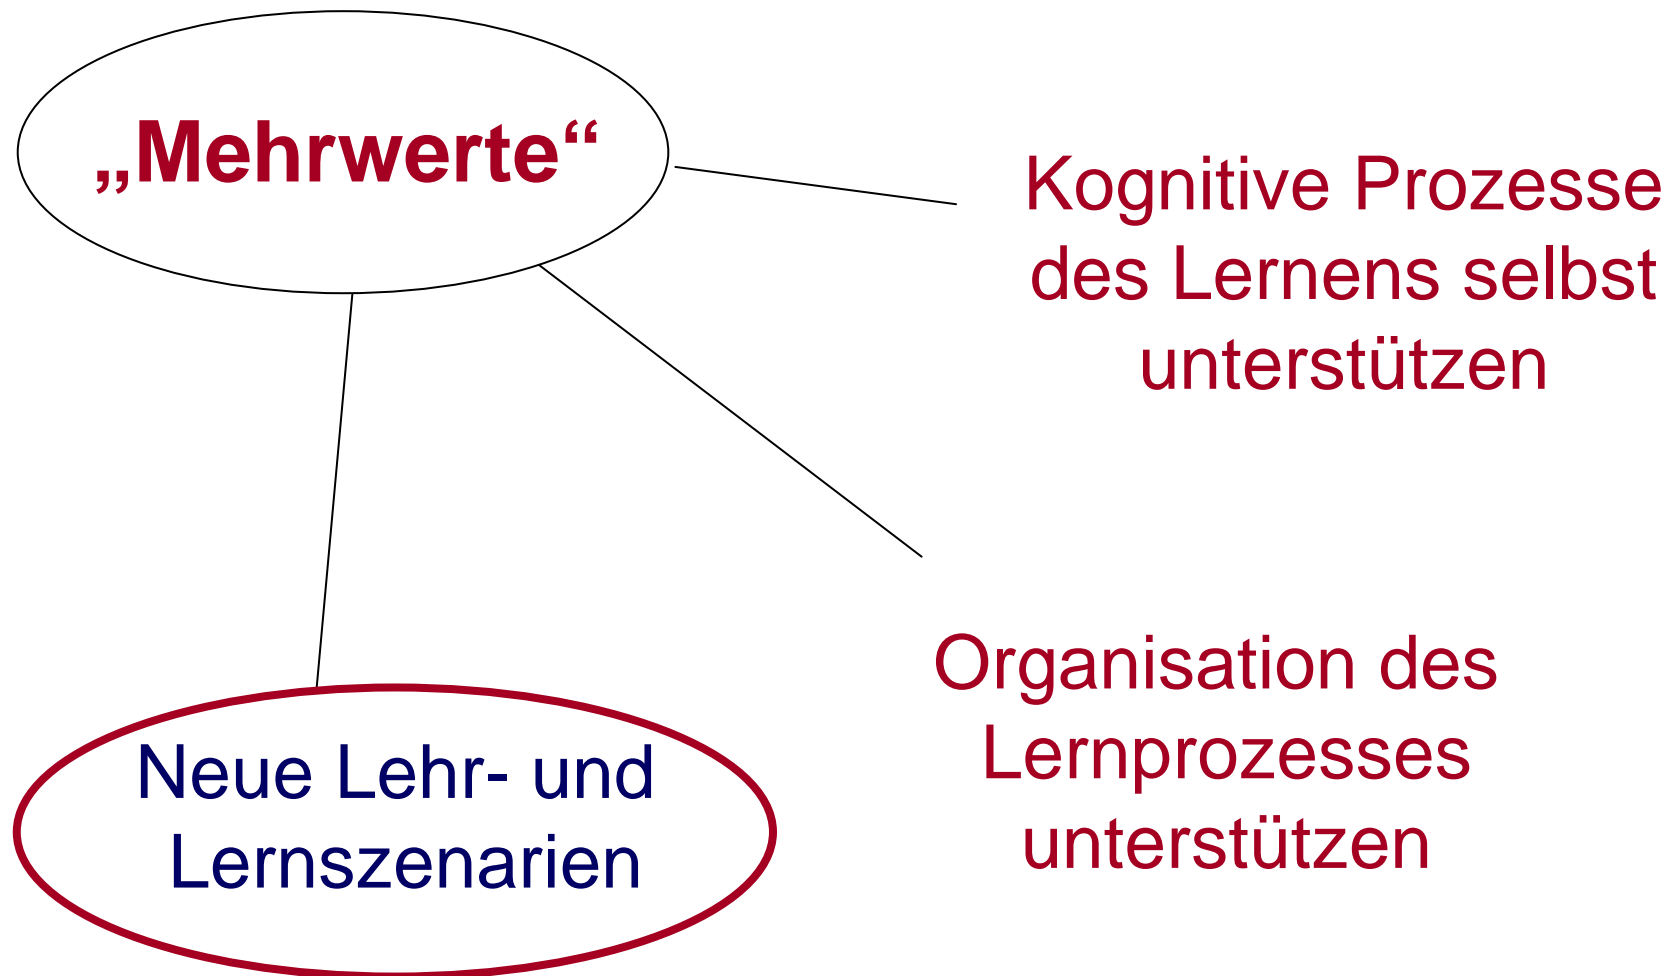 „Mehrwerte“
Kognitive Prozesse
des Lernens selbst
unterstützen
Organisation des
Lernprozesses
unterstützen
Neue Lehr- und
Lernszenarien